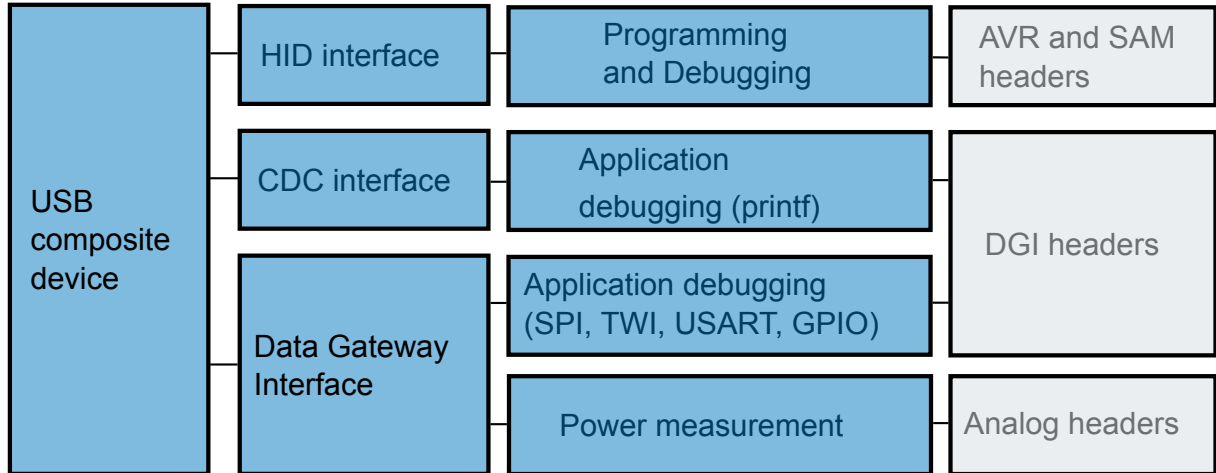 USB
composite
device
HID interface
Programming
and Debugging
AVR and SAM
headers
CDC interface
Application
debugging (printf)
DGI headers
Data Gateway
Interface
Application debugging
(SPI, TWI, USART, GPIO)
Power measurement
Analog headers